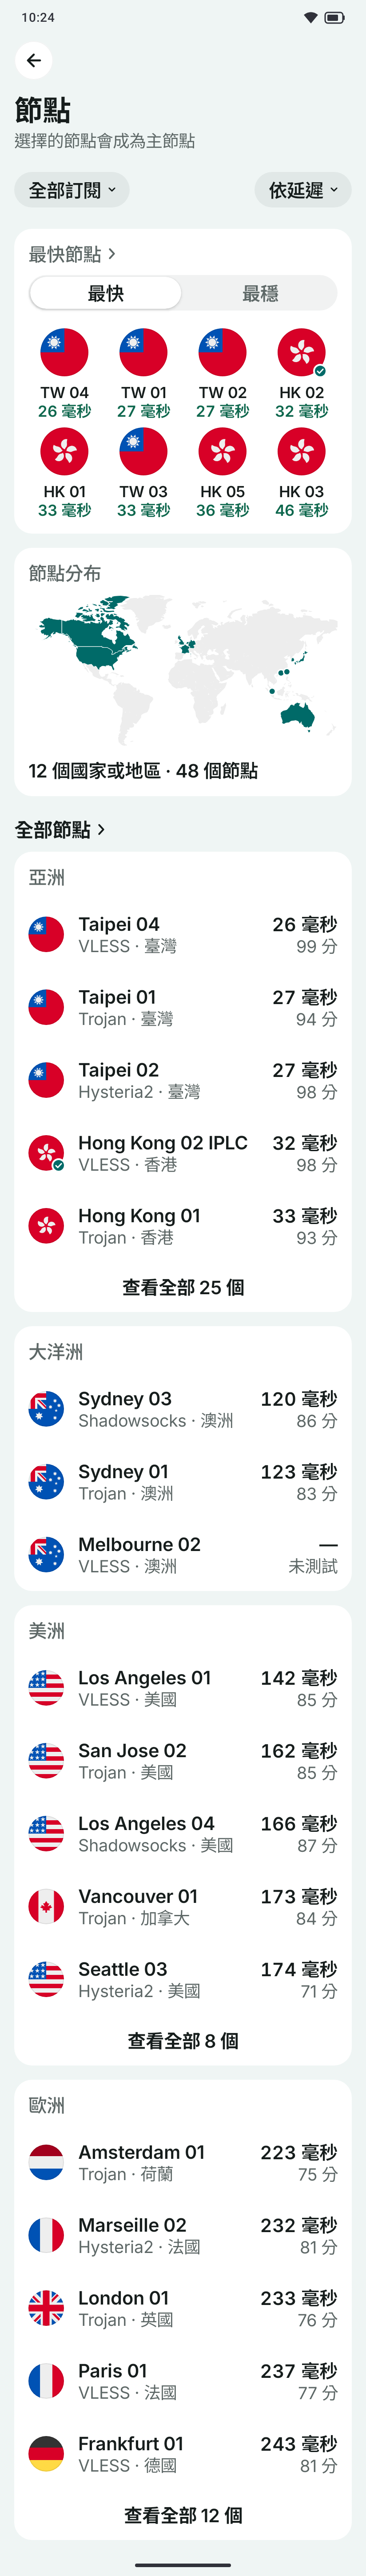 10:24
節點
選擇的節點會成為主節點
全部訂閱
依延遲
最快節點
最快
最穩
TW 04
TW 01
TW 02
HK 02
26 毫秒
27 毫秒
27 毫秒
32 毫秒
HK 01
TW 03
HK 05
HK 03
33 毫秒
33 毫秒
36 毫秒
46 毫秒
節點分布
12 個國家或地區 · 48 個節點
全部節點
亞洲
Taipei 04
26 毫秒
VLESS · 臺灣
99 分
Taipei 01
27 毫秒
Trojan · 臺灣
94 分
Taipei 02
27 毫秒
Hysteria2 · 臺灣
98 分
Hong Kong 02 IPLC
32 毫秒
VLESS · 香港
98 分
Hong Kong 01
33 毫秒
Trojan · 香港
93 分
查看全部 25 個
大洋洲
Sydney 03
120 毫秒
Shadowsocks · 澳洲
86 分
Sydney 01
123 毫秒
Trojan · 澳洲
83 分
Melbourne 02
—
VLESS · 澳洲
未測試
美洲
Los Angeles 01
142 毫秒
VLESS · 美國
85 分
San Jose 02
162 毫秒
Trojan · 美國
85 分
Los Angeles 04
166 毫秒
Shadowsocks · 美國
87 分
Vancouver 01
173 毫秒
Trojan · 加拿大
84 分
Seattle 03
174 毫秒
Hysteria2 · 美國
71 分
查看全部 8 個
歐洲
Amsterdam 01
223 毫秒
Trojan · 荷蘭
75 分
Marseille 02
232 毫秒
Hysteria2 · 法國
81 分
London 01
233 毫秒
Trojan · 英國
76 分
Paris 01
237 毫秒
VLESS · 法國
77 分
Frankfurt 01
243 毫秒
VLESS · 德國
81 分
查看全部 12 個